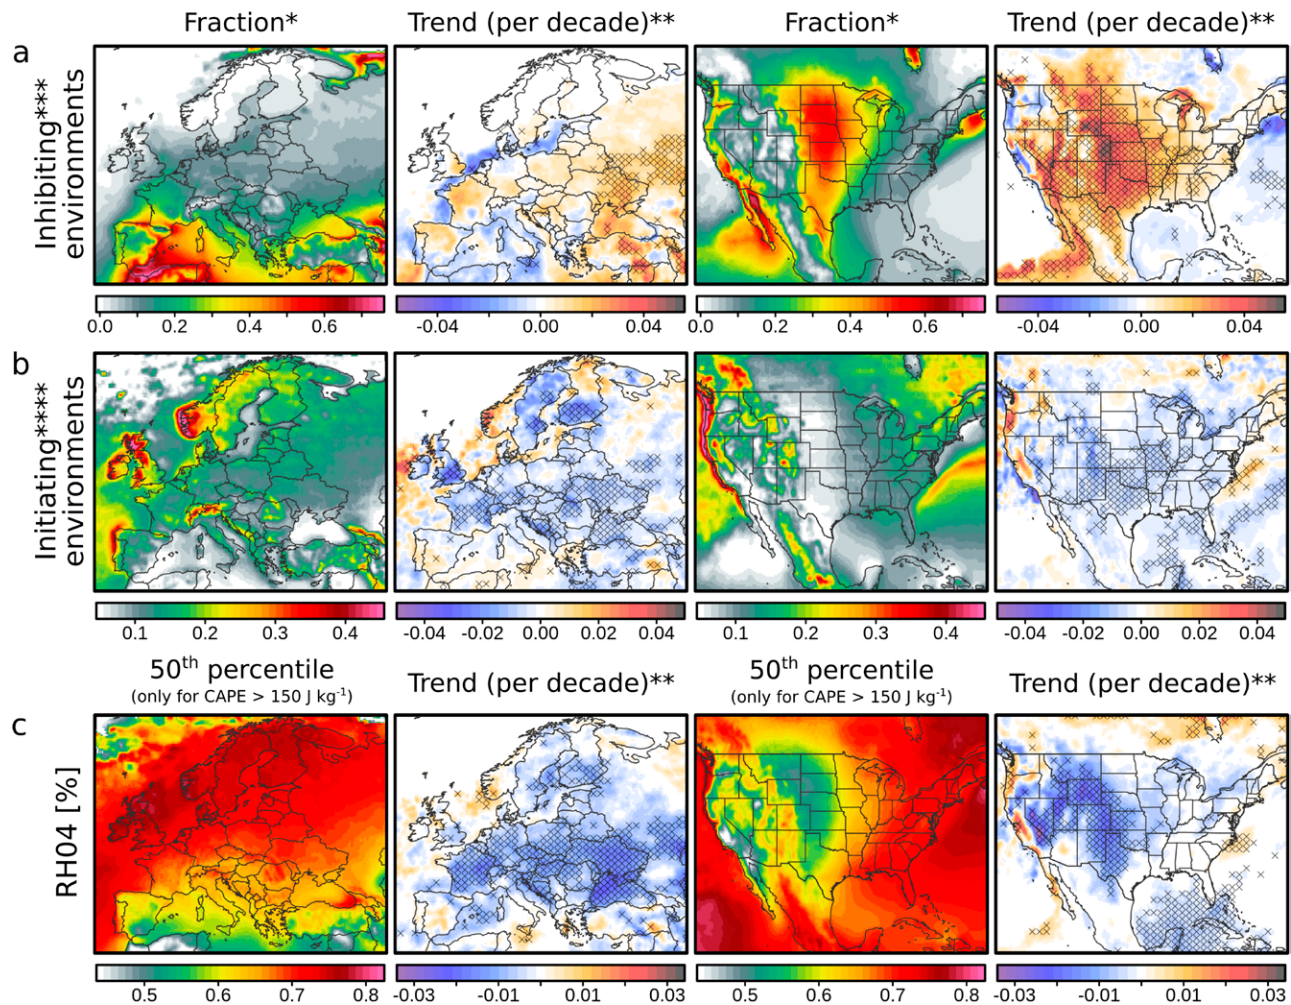 Fraction* Trend (per decade)** Fraction* Trend (per decade)**
a
Inhibiting***
environments
0.0 0.2 0.4 0.6 -0.04 0.00 0.04 0.0 0.2 0.4 0.6 -0.04 0.00 0.04
b
Initiating****
environments
0.1 0.2 0.3 0.4 -0.04 -0.02 0.00 0.02 0.04 0.1 0.2 0.3 0.4 -0.04 -0.02 0.00 0.02 0.04
50th percentile Trend (per decade)** 50th percentile Trend (per decade)**
(only for CAPE > 150 J kg-1) (only for CAPE > 150 J kg-1)
c
RH04 [%]
0.5 0.6 0.7 0.8 -0.03 -0.01 0.01 0.03 0.5 0.6 0.7 0.8 -0.03 -0.01 0.01 0.03